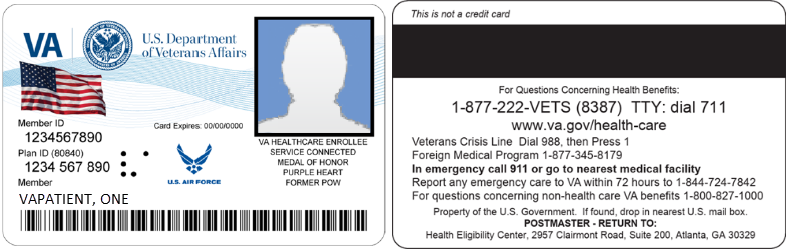 VA
U.S. Department
of Veterans Affairs
Member ID
1234567890
Card Expires: 00/00/0000
Plan ID (80840)
1234 567 890
Member
VAPATIENT, ONE
U.S. AIR FORCE
VA HEALTHCARE ENROLLEE
SERVICE CONNECTED
MEDAL OF HONOR
PURPLE HEART
FORMER POW
This is not a credit card
For Questions Concerning Health Benefits:
1-877-222-VETS (8387) TTY: dial 711
www.va.gov/health-care
Veterans Crisis Line Dial 988, then Press 1
Foreign Medical Program 1-877-345-8179
In emergency call 911 or go to nearest medical facility
Report any emergency care to VA within 72 hours to 1-844-724-7842
For questions concerning non-health care VA benefits 1-800-827-1000
Property of the U.S. Government. If found, drop in nearest U.S. mail box.
POSTMASTER - RETURN TO:
Health Eligibility Center, 2957 Clairmont Road, Suite 200, Atlanta, GA 30329